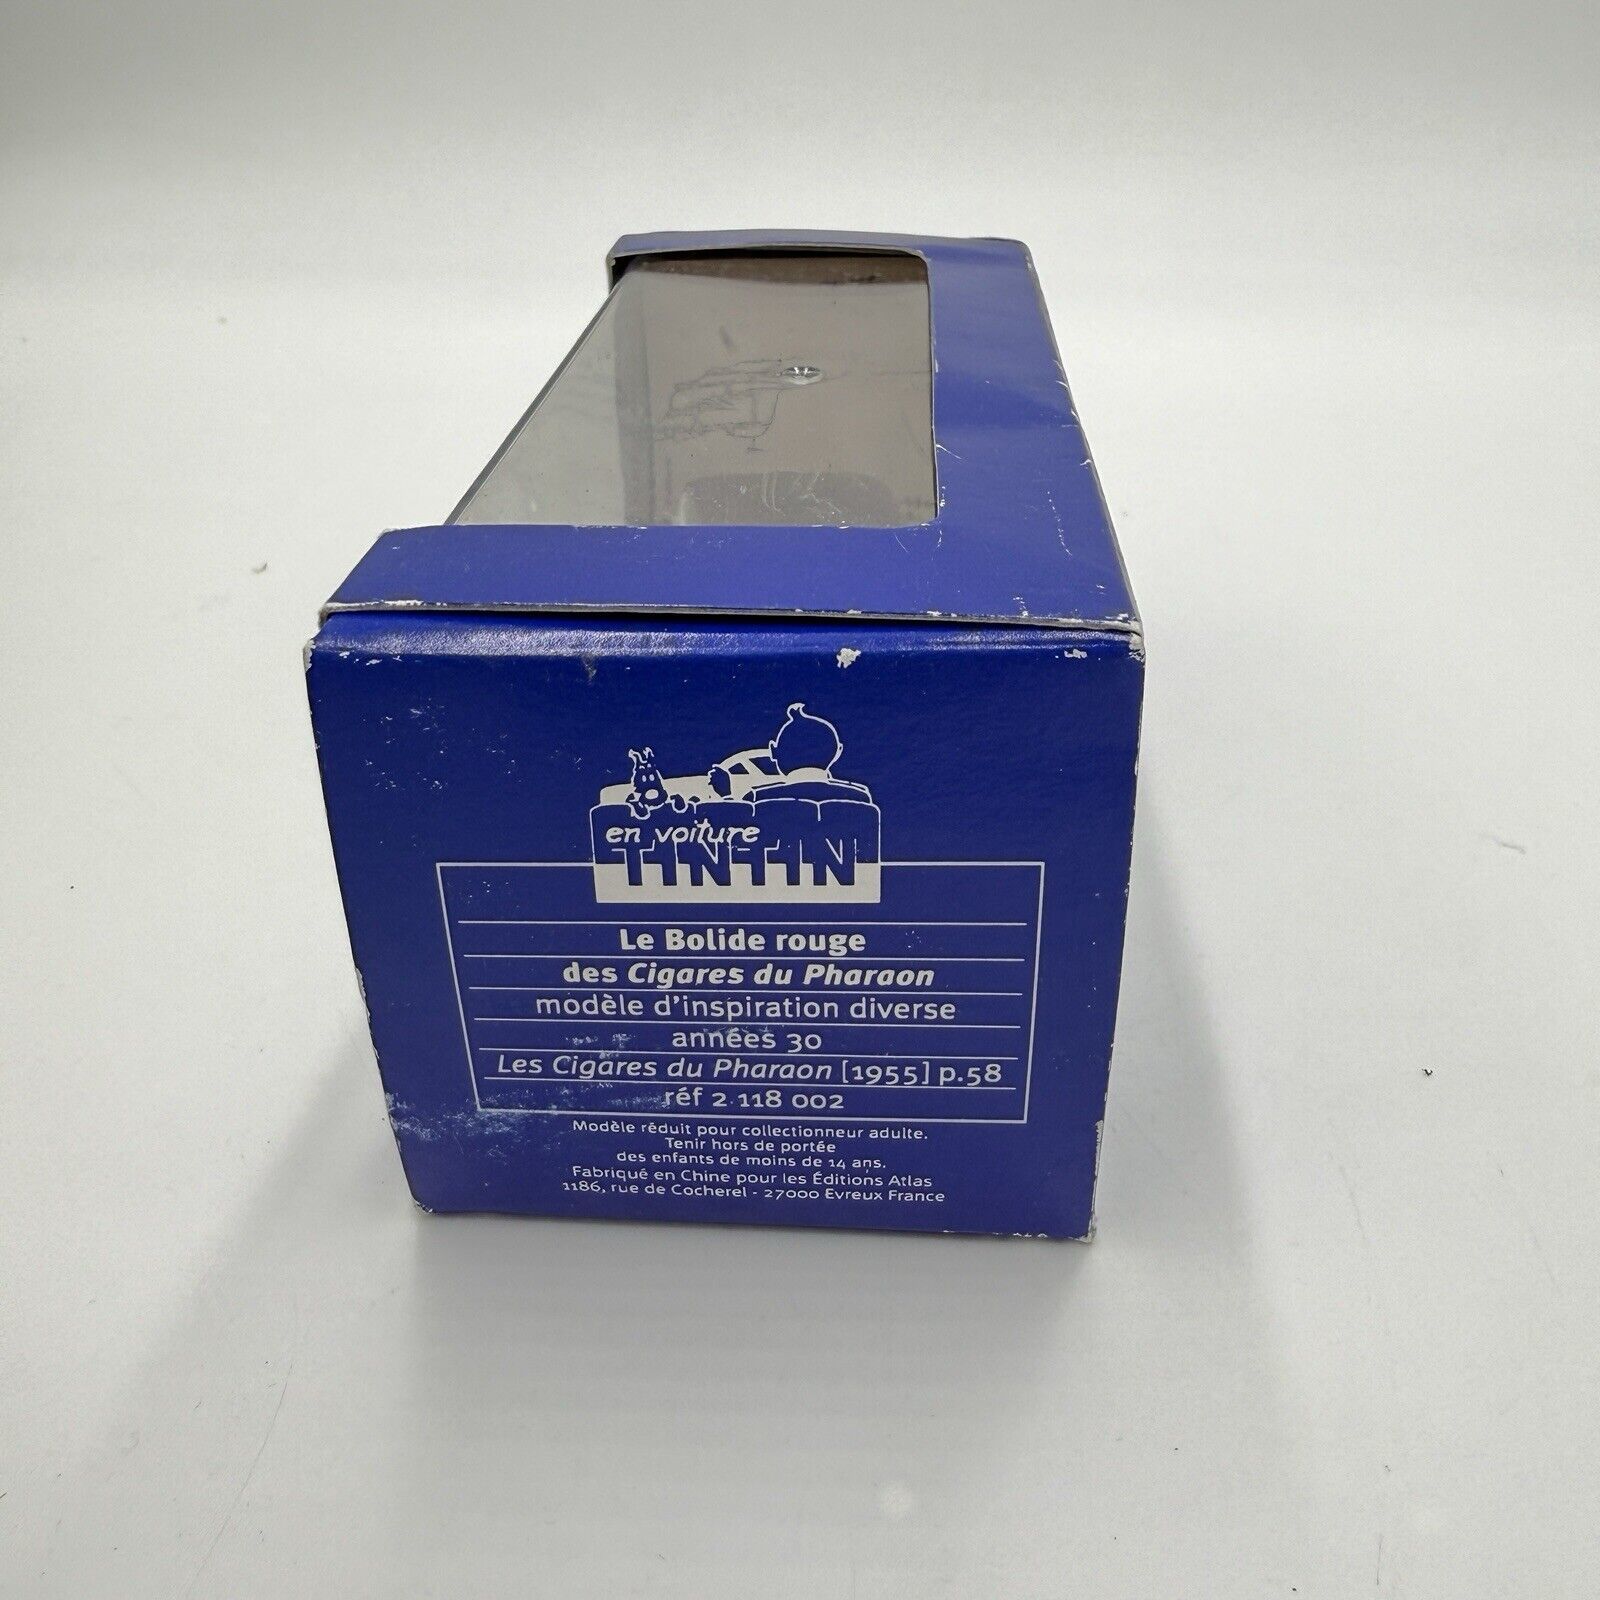 en voiture
TINTIN
Le Bolide rouge
des Cigares du Pharaon
modèle d'inspiration diverse
années 30
Les Cigares du Pharaon [1955] p.58
réf 2 118 002
Modèle réduit pour collectionneur adulte.
Tenir hors de portée
des enfants de moins de 14 ans.
Fabriqué en Chine pour les Éditions Atlas
1186, rue de Cocherel - 27000 Evreux France